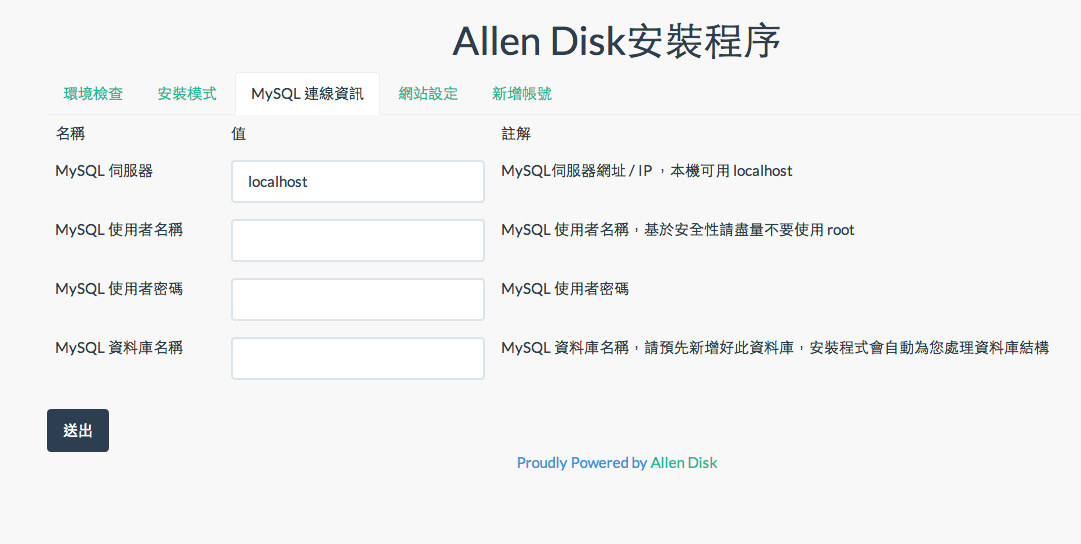 Allen Disk安裝程序
環境檢查 安裝模式 MySQL 連線資訊 網站設定 新增帳號
名稱 值 註解
MySQL 伺服器 localhost MySQL伺服器網址 / IP ，本機可用 localhost
MySQL 使用者名稱 MySQL 使用者名稱，基於安全性請盡量不要使用 root
MySQL 使用者密碼 MySQL 使用者密碼
MySQL 資料庫名稱 MySQL 資料庫名稱，請預先新增好此資料庫，安裝程式會自動為您處理資料庫結構
送出
Proudly Powered by Allen Disk